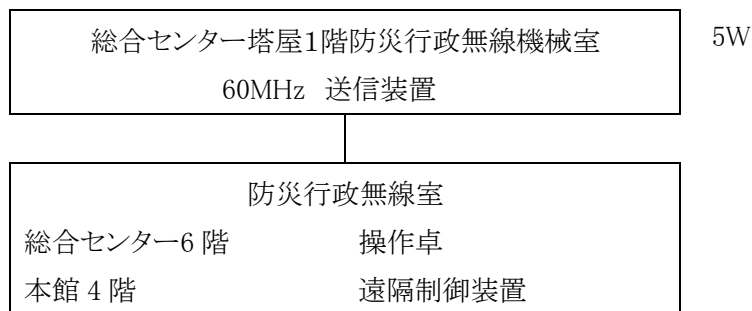 総合センター塔屋1階防災行政無線機械室 5W
60MHz 送信装置
防災行政無線室
総合センター6 階 操作卓
本館 4 階 遠隔制御装置